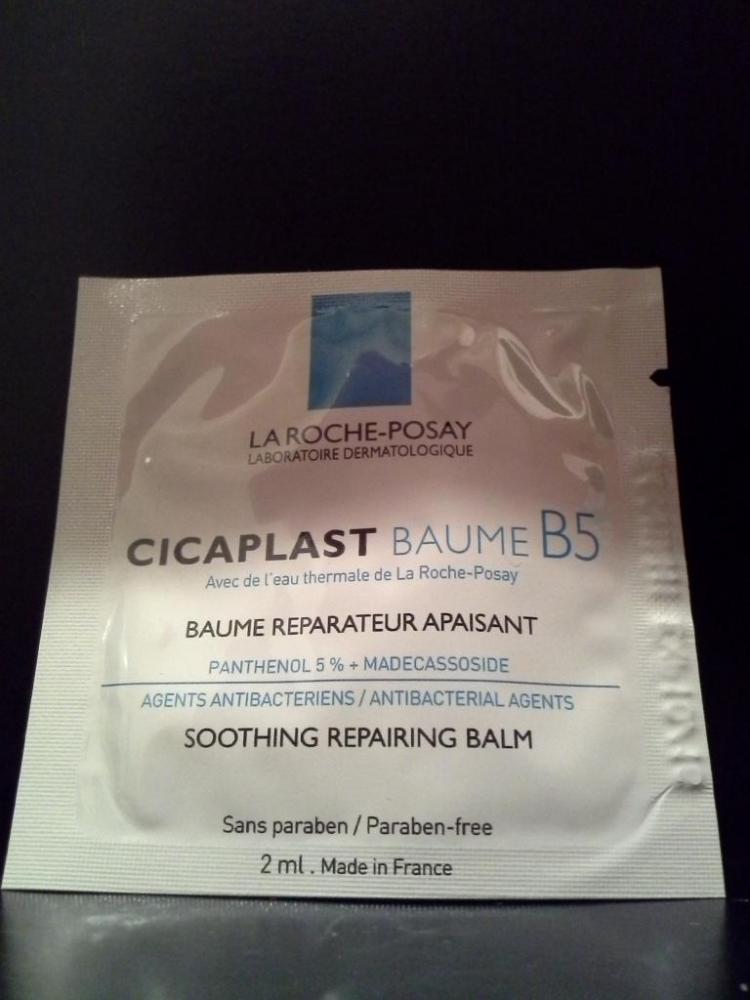 LA ROCHE-POSAY
LABORATOIRE DERMATOLOGIQUE
CICAPLAST BAUME B5
Avec de l'eau thermale de La Roche-Posay
BAUME REPARATEUR APAISANT
PANTHENOL 5 % + MADECASSOSIDE
AGENTS ANTIBACTERIENS / ANTIBACTERIAL AGENTS
SOOTHING REPAIRING BALM
Sans paraben / Paraben-free
2 ml . Made in France